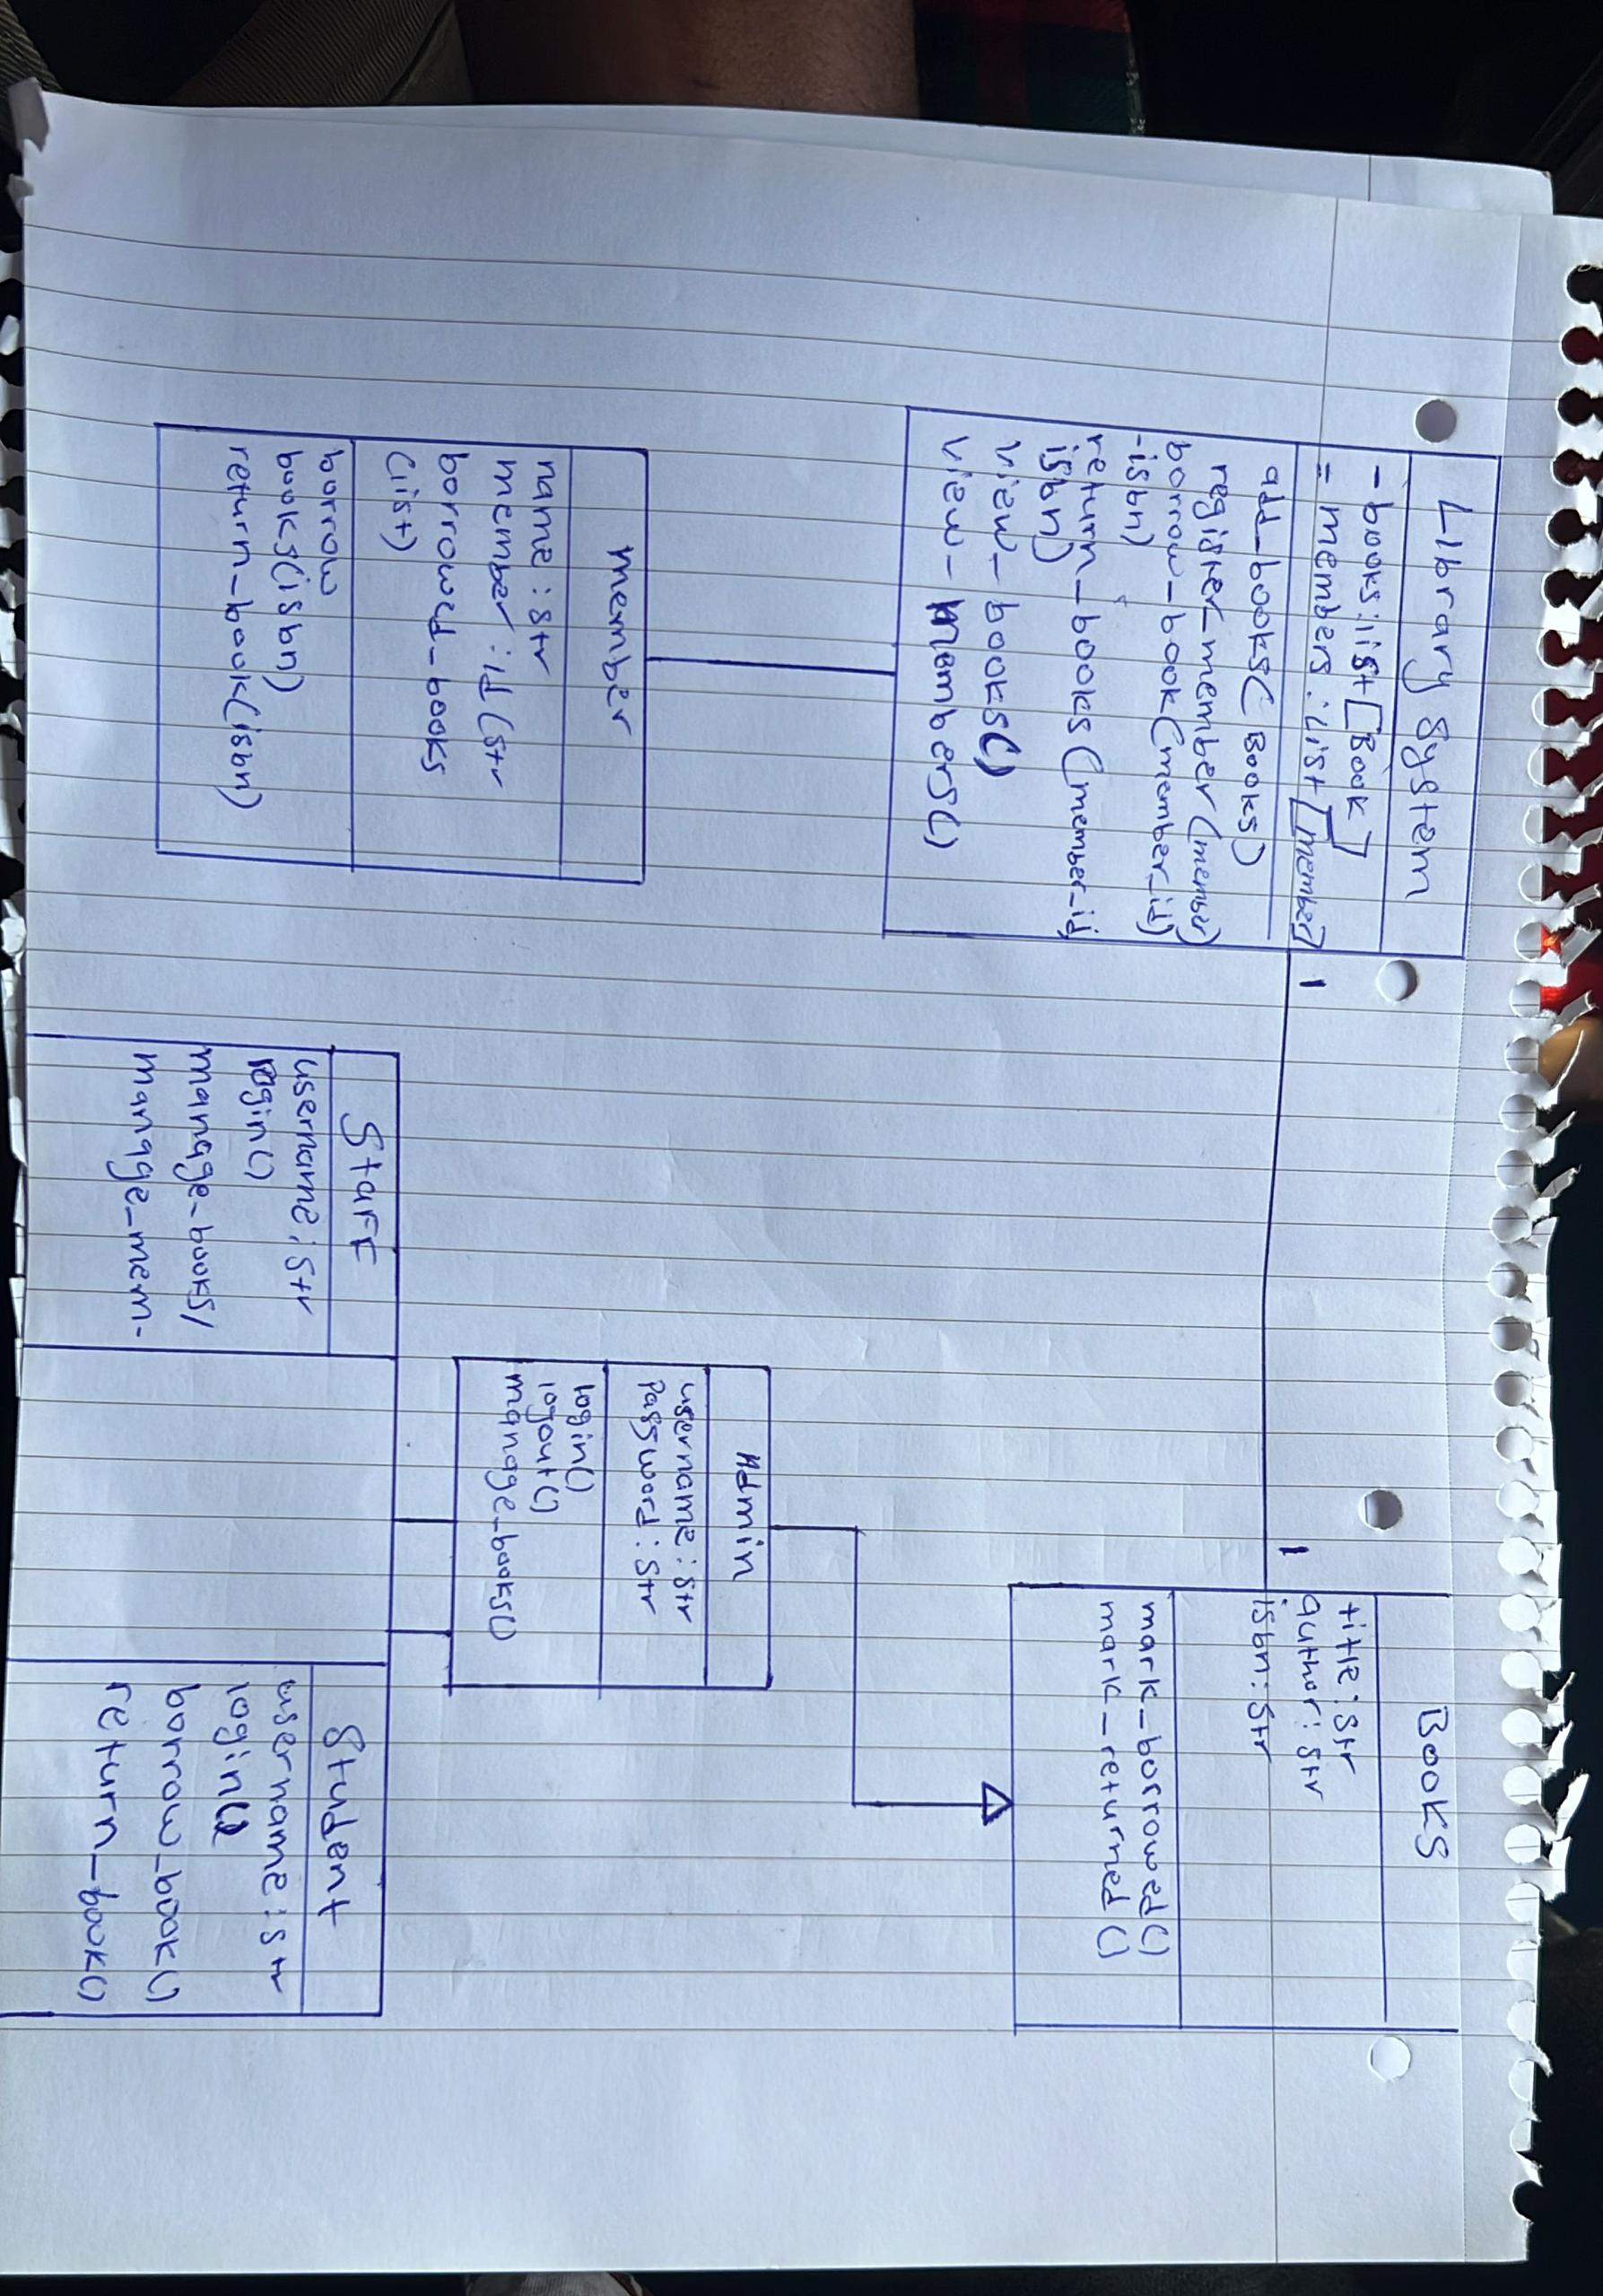 Library System
- books: list [Book]
= members: List [member]
add_books(Books)
register_member(member)
borrow_book(member_id)
-isbn)
return_books(member_id,
isbn)
view_books()
view_members()
1
1
Books
title: str
author: str
isbn: str
mark_borrowed()
mark_returned()
member
name: str
member: id (str
borrowed_books
(list)
borrow
books(isbn)
return_book(isbn)
Admin
username: str
password: str
login()
logout()
manage_books()
Staff
username: str
login()
manage_books/
manage_mem-
Student
username: str
login()
borrow_book()
return_book()